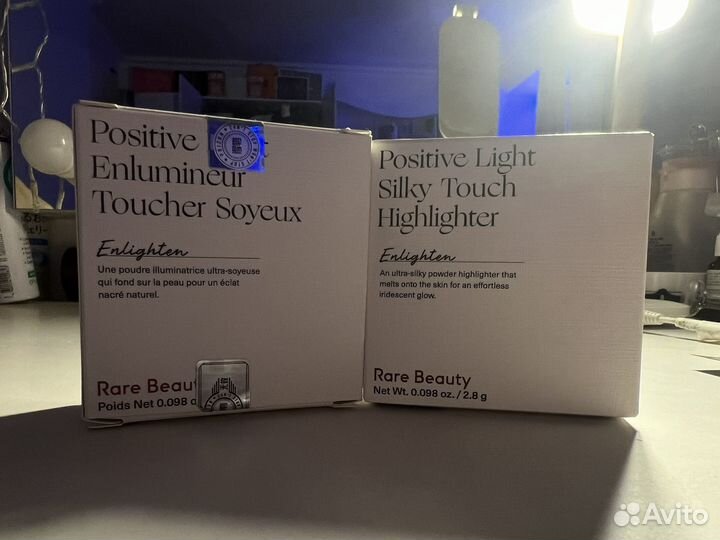 Positive
Enlumineur
Toucher Soyeux
Enlighten
Une poudre illuminatrice ultra-soyeuse
qui fond sur la peau pour un éclat
nacré naturel.
Rare Beauty
Poids Net 0.098
Positive Light
Silky Touch
Highlighter
Enlighten
An ultra-silky powder highlighter that
melts onto the skin for an effortless
iridescent glow.
Rare Beauty
Net Wt. 0.098 oz. / 2.8 g
Avito